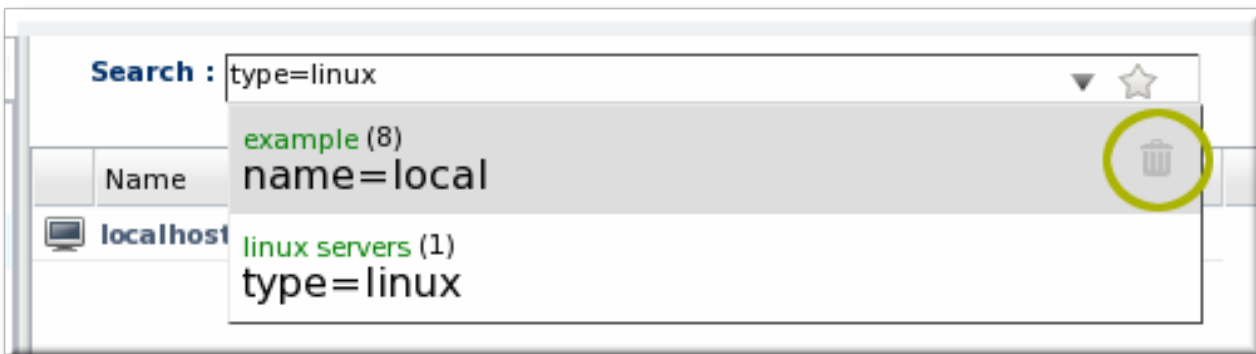 Search : type=linux
example (8)
name=local
Name
localhost
linux servers (1)
type=linux